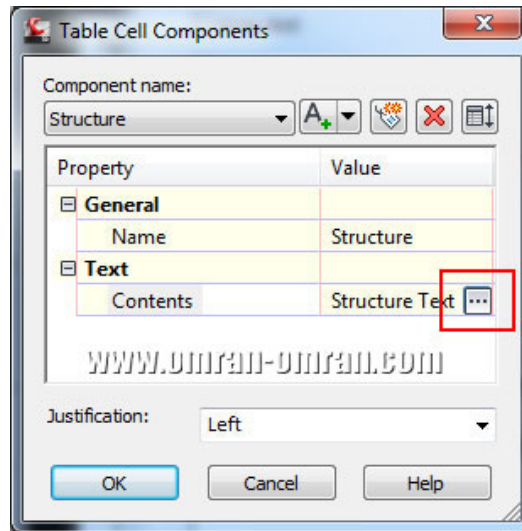 Table Cell Components
Component name:
Structure
Property Value
General
Name Structure
Text
Contents Structure Text ...
www.omran-omran.com
Justification: Left
OK Cancel Help